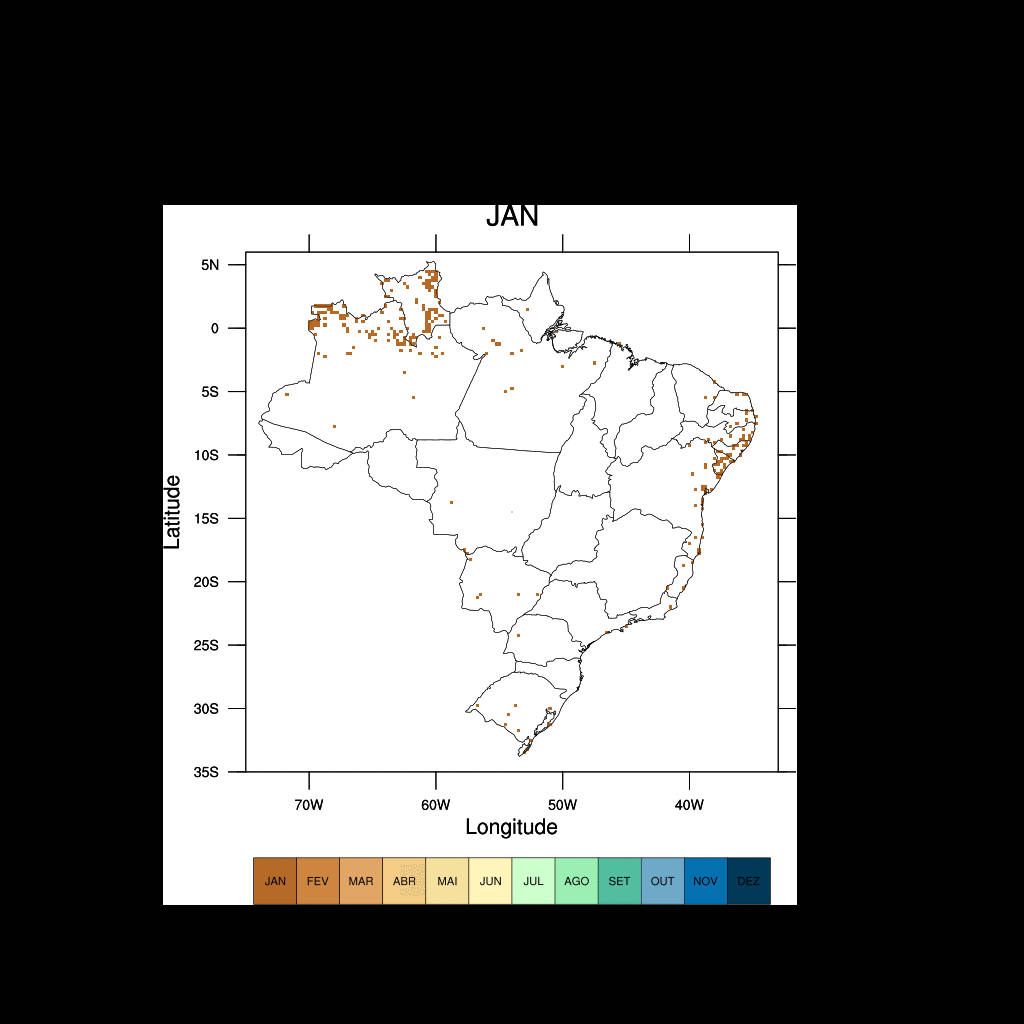 JAN
5N
0
5S
10S
15S
20S
25S
30S
35S
Latitude
70W 60W 50W 40W
Longitude
JAN FEV MAR ABR MAI JUN JUL AGO SET OUT NOV DEZ